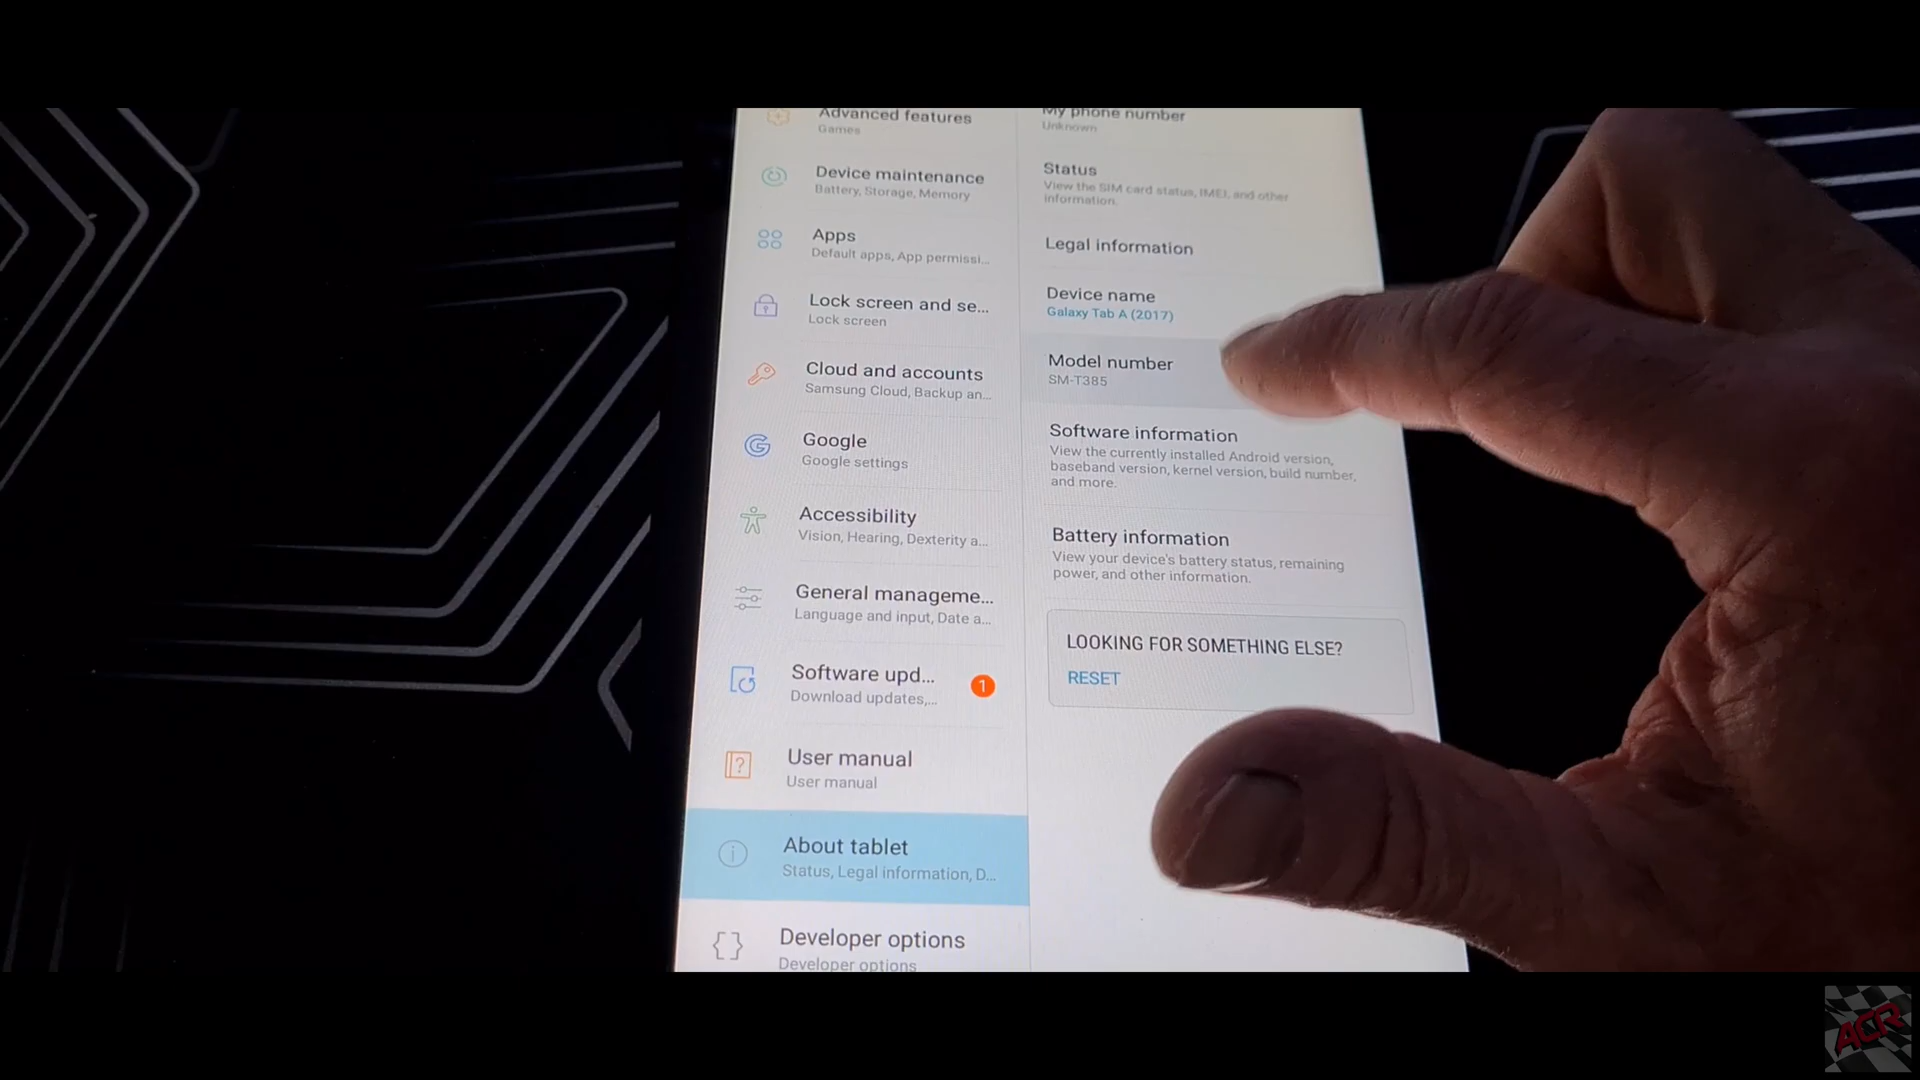 Advanced features
Games
Device maintenance
Battery, Storage, Memory
Apps
Default apps, App permissi...
Lock screen and se...
Lock screen
Cloud and accounts
Samsung Cloud, Backup an...
Google
Google settings
Accessibility
Vision, Hearing, Dexterity a...
General manageme...
Language and input, Date a...
Software upd...
1
Download updates,...
User manual
User manual
About tablet
Status, Legal information, D...
Developer options
Developer options
My phone number
Unknown
Status
View the SIM card status, IMEI, and other
information.
Legal information
Device name
Galaxy Tab A (2017)
Model number
SM-T385
Software information
View the currently installed Android version,
baseband version, kernel version, build number,
and more.
Battery information
View your device's battery status, remaining
power, and other information.
LOOKING FOR SOMETHING ELSE?
RESET
ACR